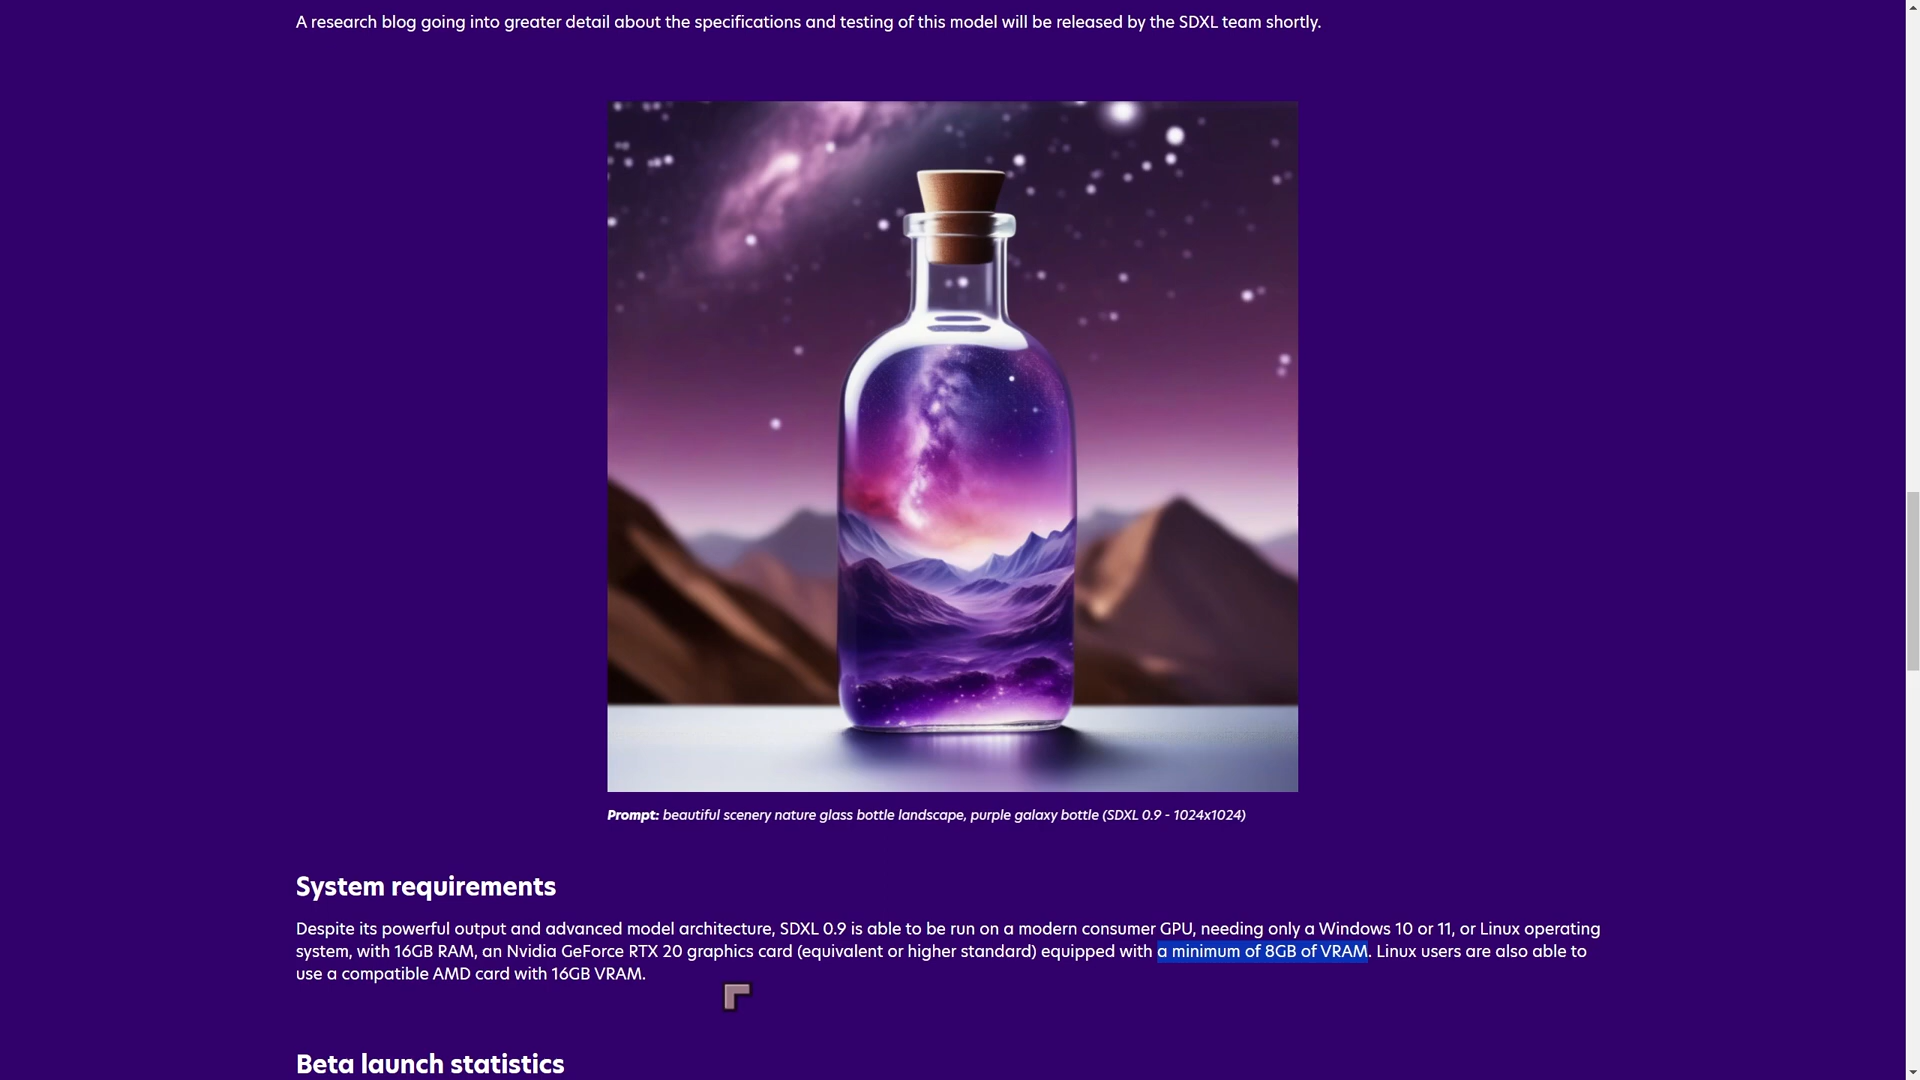 A research blog going into greater detail about the specifications and testing of this model will be released by the SDXL team shortly.
Prompt: beautiful scenery nature glass bottle landscape, purple galaxy bottle (SDXL 0.9 - 1024x1024)
System requirements
Despite its powerful output and advanced model architecture, SDXL 0.9 is able to be run on a modern consumer GPU, needing only a Windows 10 or 11, or Linux operating
system, with 16GB RAM, an Nvidia GeForce RTX 20 graphics card (equivalent or higher standard) equipped with a minimum of 8GB of VRAM. Linux users are also able to
use a compatible AMD card with 16GB VRAM.
Beta launch statistics